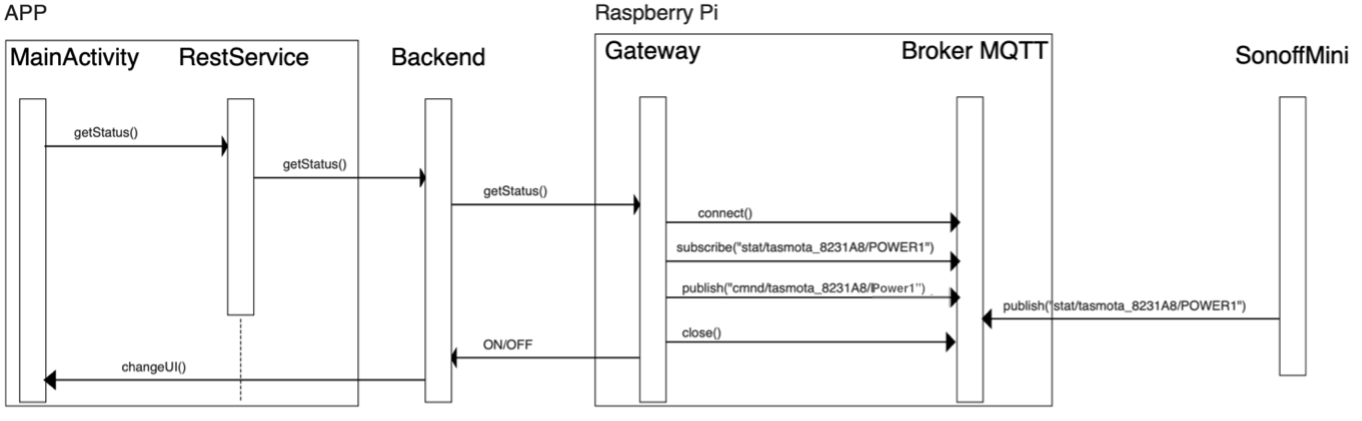 APP
Raspberry Pi
MainActivity
RestService
Backend
Gateway
Broker MQTT
SonoffMini
getStatus()
getStatus()
getStatus()
connect()
subscribe("stat/tasmota_8231A8/POWER1")
publish("cmnd/tasmota_8231A8/Power1")
publish("stat/tasmota_8231A8/POWER1")
close()
ON/OFF
changeUI()